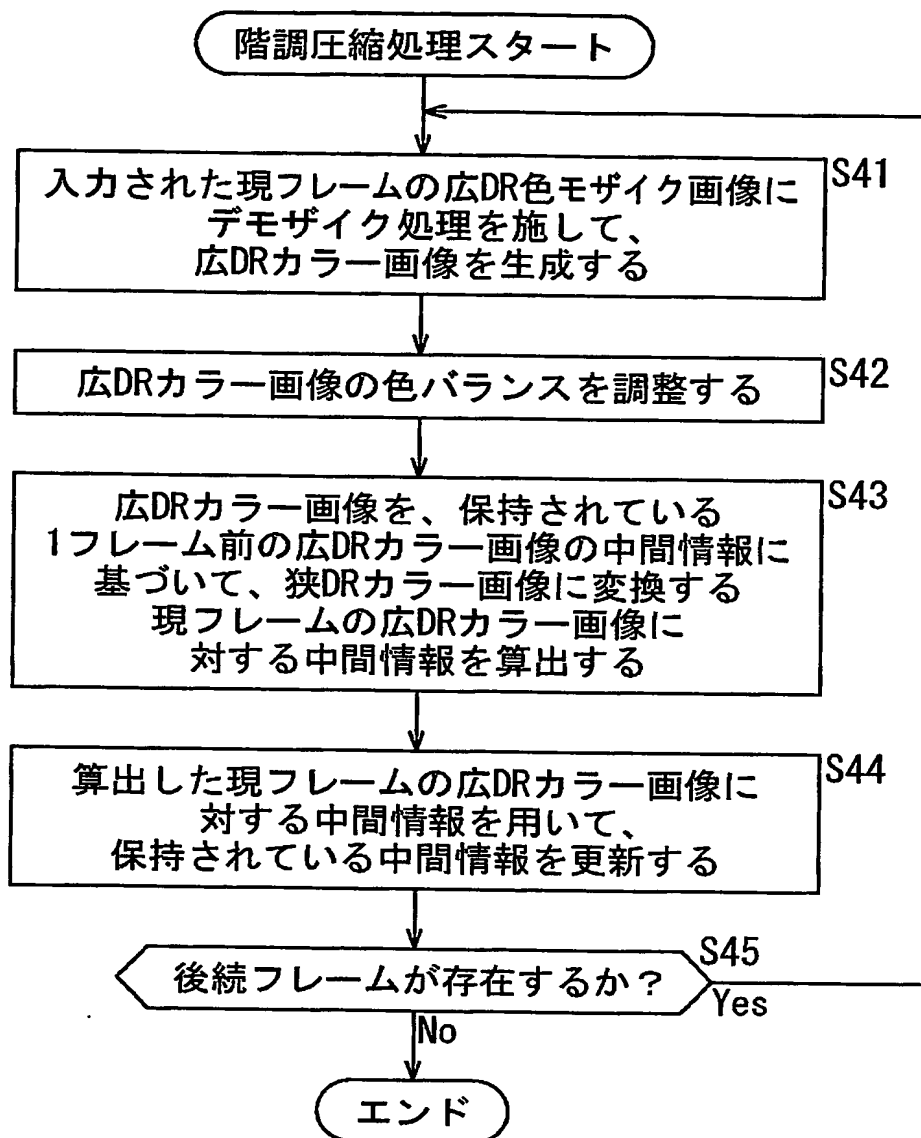 階調圧縮処理スタート
入力された現フレームの広DR色モザイク画像に
デモザイク処理を施して、
広DRカラー画像を生成する
S41
広DRカラー画像の色バランスを調整する
S42
広DRカラー画像を、保持されている
1フレーム前の広DRカラー画像の中間情報に
基づいて、狭DRカラー画像に変換する
現フレームの広DRカラー画像に
対する中間情報を算出する
S43
算出した現フレームの広DRカラー画像に
対する中間情報を用いて、
保持されている中間情報を更新する
S44
後続フレームが存在するか？
S45
Yes
No
エンド